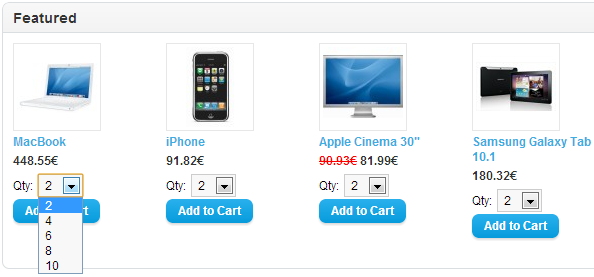 Featured
MacBook
448.55€
Qty: 2
2
4
6
8
10
Add to Cart
iPhone
91.82€
Qty: 2
Add to Cart
Apple Cinema 30"
90.93€ 81.99€
Qty: 2
Add to Cart
Samsung Galaxy Tab
10.1
180.32€
Qty: 2
Add to Cart